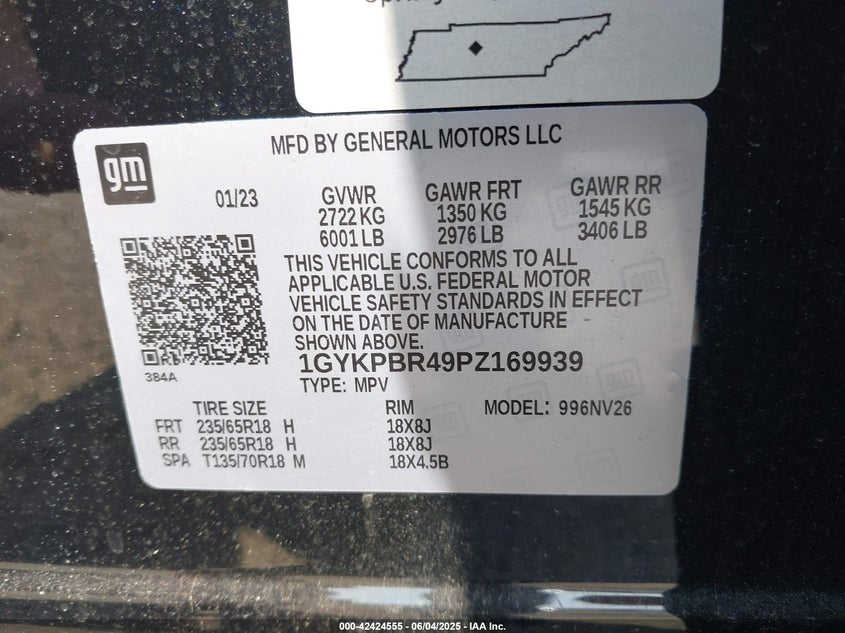 MFD BY GENERAL MOTORS LLC
gm
01/23 GVWR GAWR FRT GAWR RR
2722 KG 1350 KG 1545 KG
6001 LB 2976 LB 3406 LB
THIS VEHICLE CONFORMS TO ALL
APPLICABLE U.S. FEDERAL MOTOR
VEHICLE SAFETY STANDARDS IN EFFECT
ON THE DATE OF MANUFACTURE
SHOWN ABOVE.
1GYKPBR49PZ169939
384A
TYPE: MPV
TIRE SIZE RIM MODEL: 996NV26
FRT 235/65R18 H 18X8J
RR 235/65R18 H 18X8J
SPA T135/70R18 M 18X4.5B
000-42424555 - 06/04/2025 - IAA Inc.